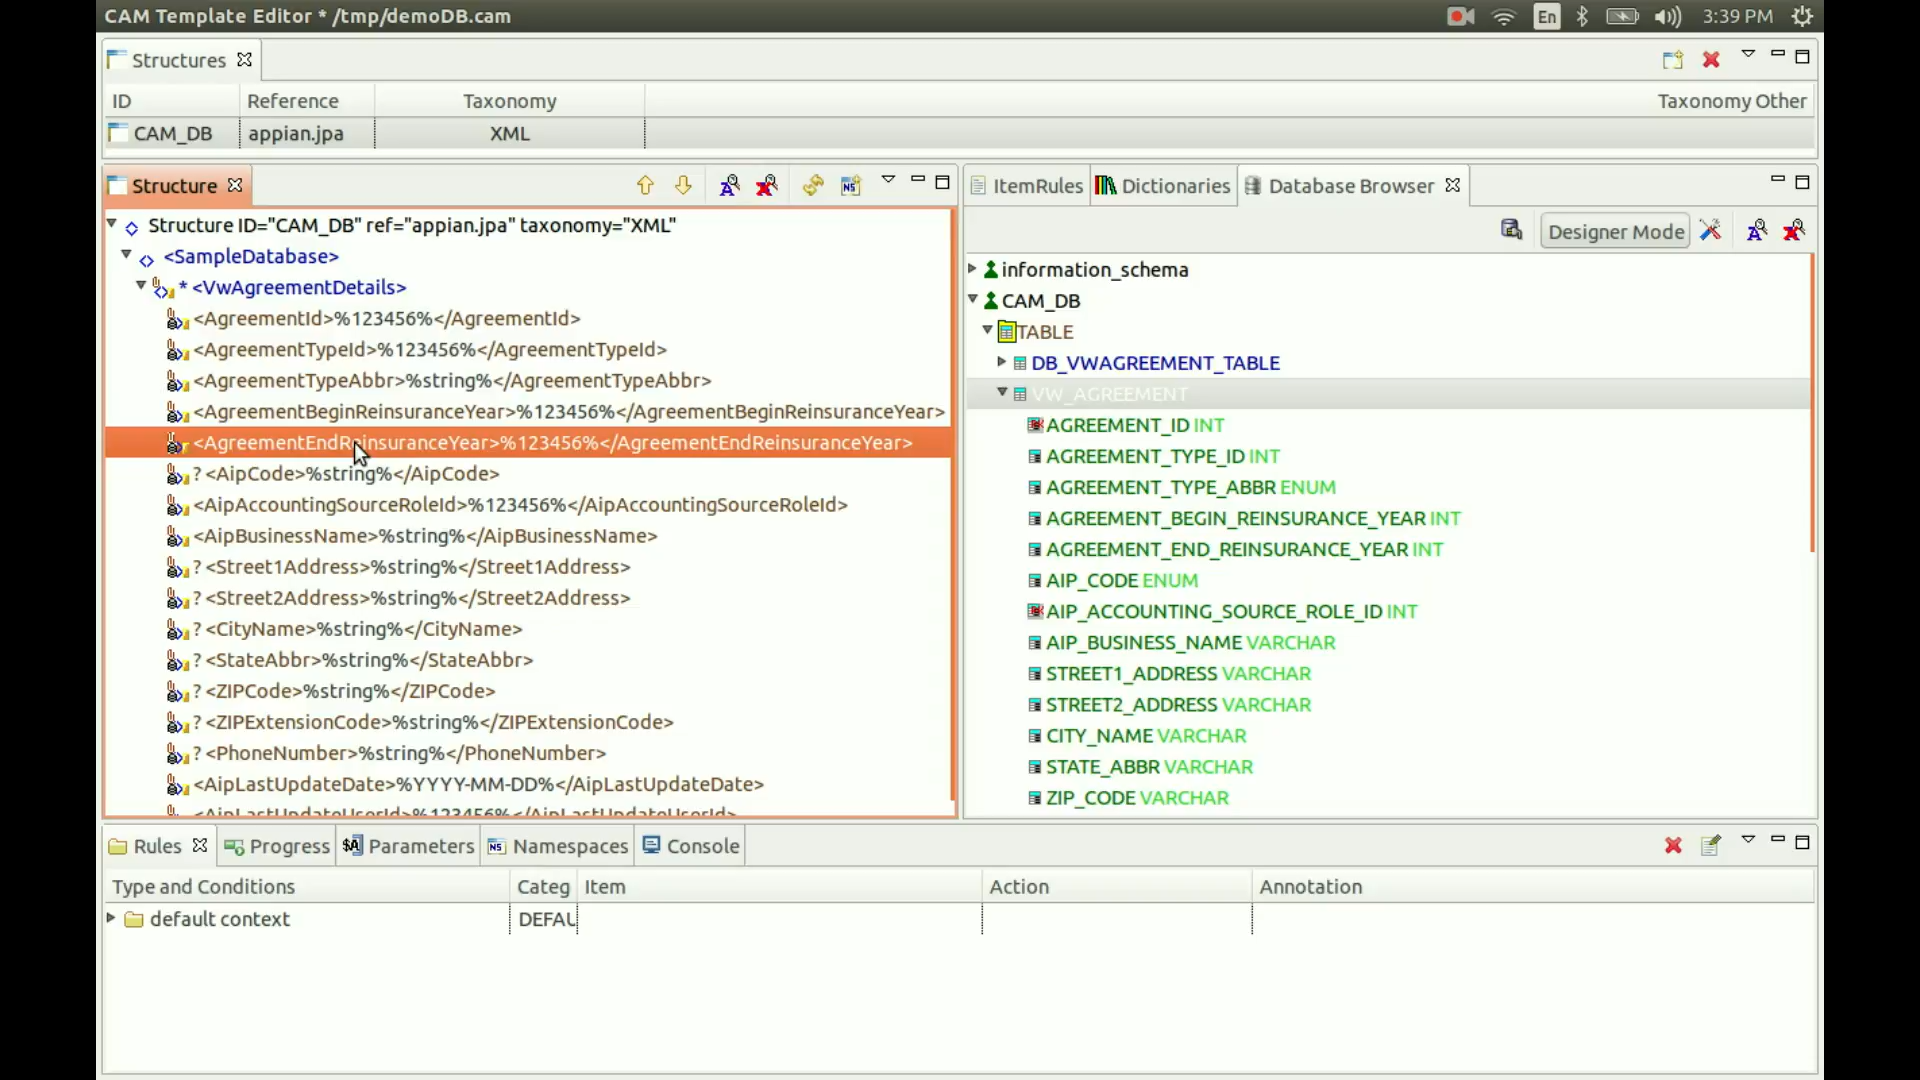 CAM Template Editor * /tmp/demoDB.cam
En
3:39 PM
Structures
ID Reference Taxonomy Taxonomy Other
CAM_DB appian.jpa XML
Structure
NS
Structure ID="CAM_DB" ref="appian.jpa" taxonomy="XML"
<SampleDatabase>
* <VwAgreementDetails>
<AgreementId>%123456%</AgreementId>
<AgreementTypeId>%123456%</AgreementTypeId>
<AgreementTypeAbbr>%string%</AgreementTypeAbbr>
<AgreementBeginReinsuranceYear>%123456%</AgreementBeginReinsuranceYear>
<AgreementEndReinsuranceYear>%123456%</AgreementEndReinsuranceYear>
? <AipCode>%string%</AipCode>
<AipAccountingSourceRoleId>%123456%</AipAccountingSourceRoleId>
<AipBusinessName>%string%</AipBusinessName>
? <Street1Address>%string%</Street1Address>
? <Street2Address>%string%</Street2Address>
? <CityName>%string%</CityName>
? <StateAbbr>%string%</StateAbbr>
? <ZIPCode>%string%</ZIPCode>
? <ZIPExtensionCode>%string%</ZIPExtensionCode>
? <PhoneNumber>%string%</PhoneNumber>
<AipLastUpdateDate>%YYYY-MM-DD%</AipLastUpdateDate>
<AipLastUpdateUserId>%123456%</AipLastUpdateUserId>
ItemRules Dictionaries Database Browser
Designer Mode
information_schema
CAM_DB
TABLE
DB_VWAGREEMENT_TABLE
VW_AGREEMENT
AGREEMENT_ID INT
AGREEMENT_TYPE_ID INT
AGREEMENT_TYPE_ABBR ENUM
AGREEMENT_BEGIN_REINSURANCE_YEAR INT
AGREEMENT_END_REINSURANCE_YEAR INT
AIP_CODE ENUM
AIP_ACCOUNTING_SOURCE_ROLE_ID INT
AIP_BUSINESS_NAME VARCHAR
STREET1_ADDRESS VARCHAR
STREET2_ADDRESS VARCHAR
CITY_NAME VARCHAR
STATE_ABBR VARCHAR
ZIP_CODE VARCHAR
Rules Progress $A Parameters NS Namespaces Console
Type and Conditions Categ Item Action Annotation
default context DEFAU